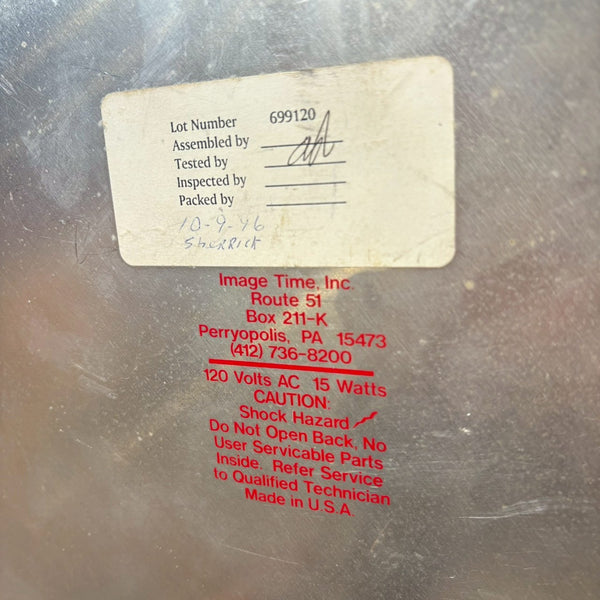 Lot Number 699120
Assembled by
Tested by
Inspected by
Packed by
10-9-96
Sherrick
Image Time, Inc.
Route 51
Box 211-K
Perryopolis, PA 15473
(412) 736-8200
120 Volts AC 15 Watts
CAUTION:
Shock Hazard
Do Not Open Back, No
User Servicable Parts
Inside. Refer Service
to Qualified Technician
Made in U.S.A.